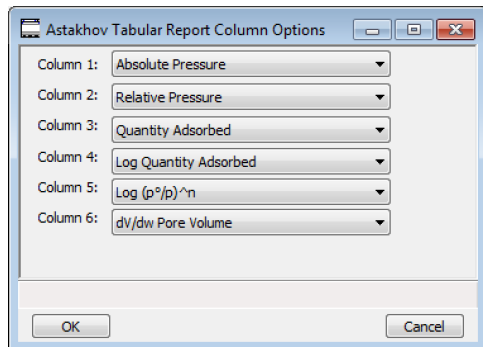 Astakhov Tabular Report Column Options
Column 1: Absolute Pressure
Column 2: Relative Pressure
Column 3: Quantity Adsorbed
Column 4: Log Quantity Adsorbed
Column 5: Log (p°/p)^n
Column 6: dV/dw Pore Volume
OK Cancel